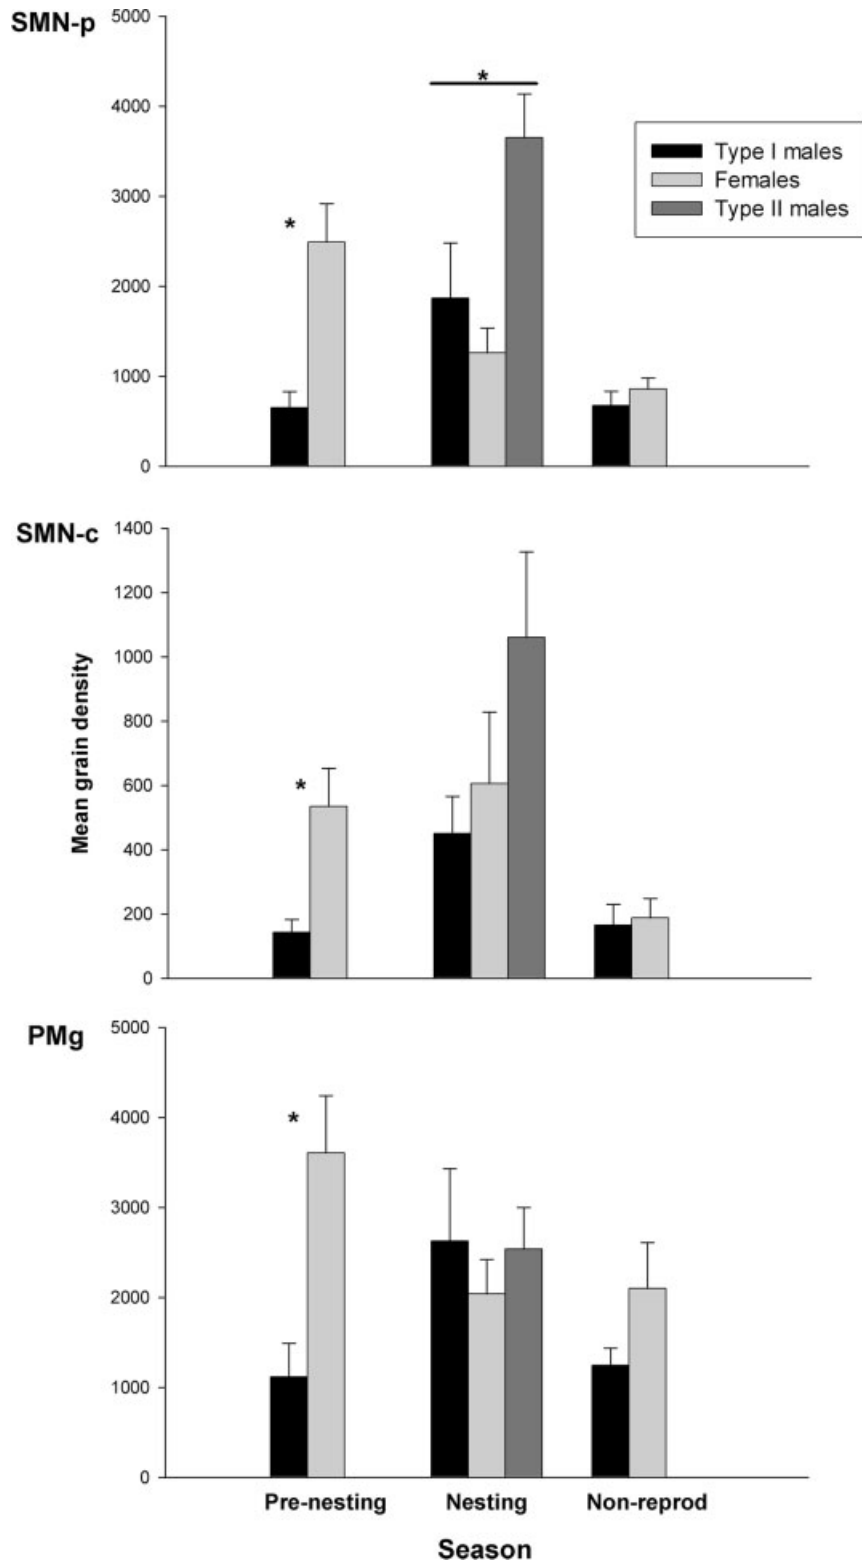 SMN-p
5000
4000
3000
2000
1000
0
*
*
Type I males
Females
Type II males
SMN-c
1400
1200
1000
800
600
400
200
0
Mean grain density
*
PMg
5000
4000
3000
2000
1000
0
*
Pre-nesting Nesting Non-reprod
Season